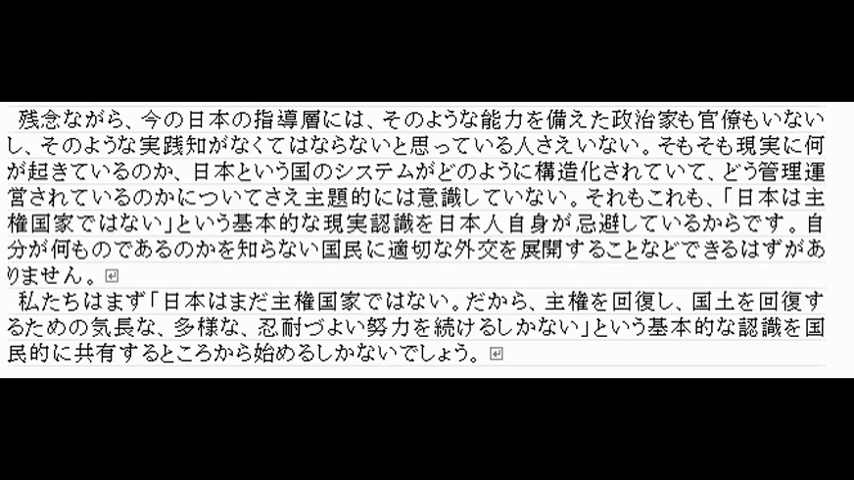 残念ながら、今の日本の指導層には、そのような能力を備えた政治家も官僚もいない
し、そのような実践知がなくてはならないと思っている人さえいない。そもそも現実に何
が起きているのか、日本という国のシステムがどのように構造化されていて、どう管理運
営されているのかについてさえ主題的には意識していない。それもこれも、「日本は主
権国家ではない」という基本的な現実認識を日本人自身が忌避しているからです。自
分が何ものであるのかを知らない国民に適切な外交を展開することなどできるはずがあ
りません。
私たちはまず「日本はまだ主権国家ではない。だから、主権を回復し、国土を回復す
るための気長な、多様な、忍耐づよい努力を続けるしかない」という基本的な認識を国
民的に共有するところから始めるしかないでしょう。